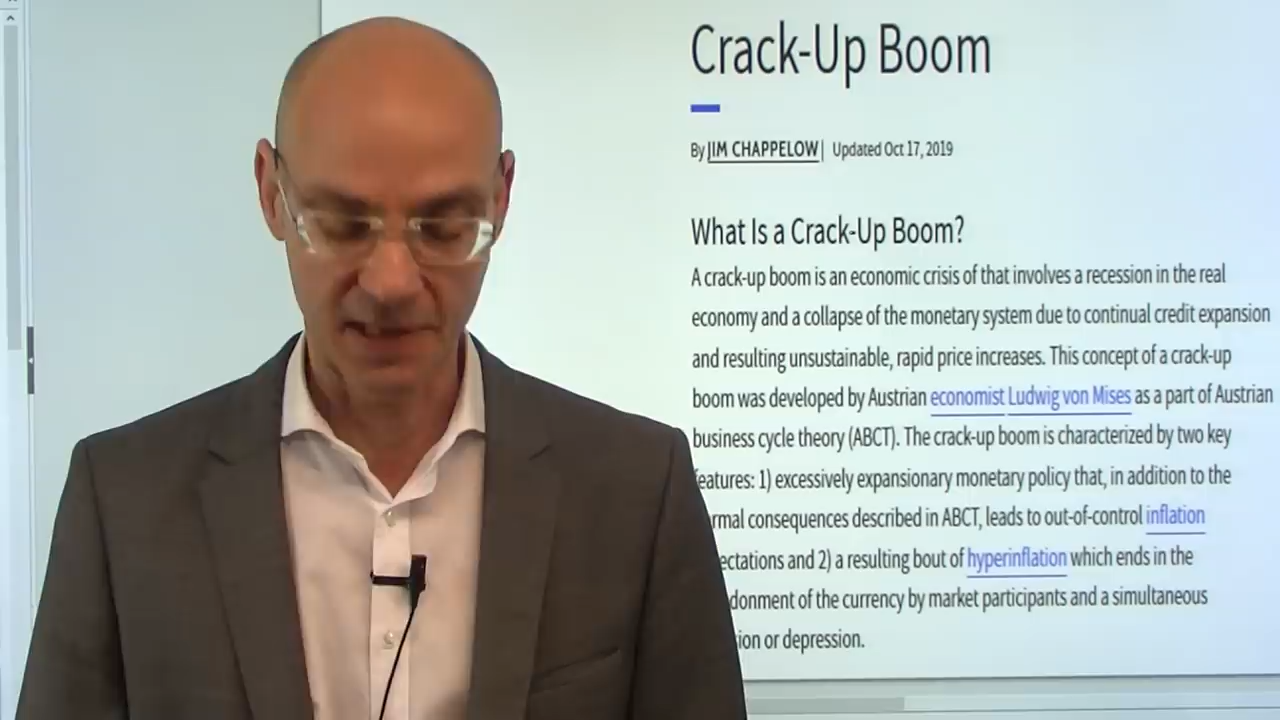 Crack-Up Boom
By JIM CHAPPELOW | Updated Oct 17, 2019
What Is a Crack-Up Boom?
A crack-up boom is an economic crisis of that involves a recession in the real
economy and a collapse of the monetary system due to continual credit expansion
and resulting unsustainable, rapid price increases. This concept of a crack-up
boom was developed by Austrian economist Ludwig von Mises as a part of Austrian
business cycle theory (ABCT). The crack-up boom is characterized by two key
eatures: 1) excessively expansionary monetary policy that, in addition to the
rmal consequences described in ABCT, leads to out-of-control inflation
ectations and 2) a resulting bout of hyperinflation which ends in the
donment of the currency by market participants and a simultaneous
ion or depression.